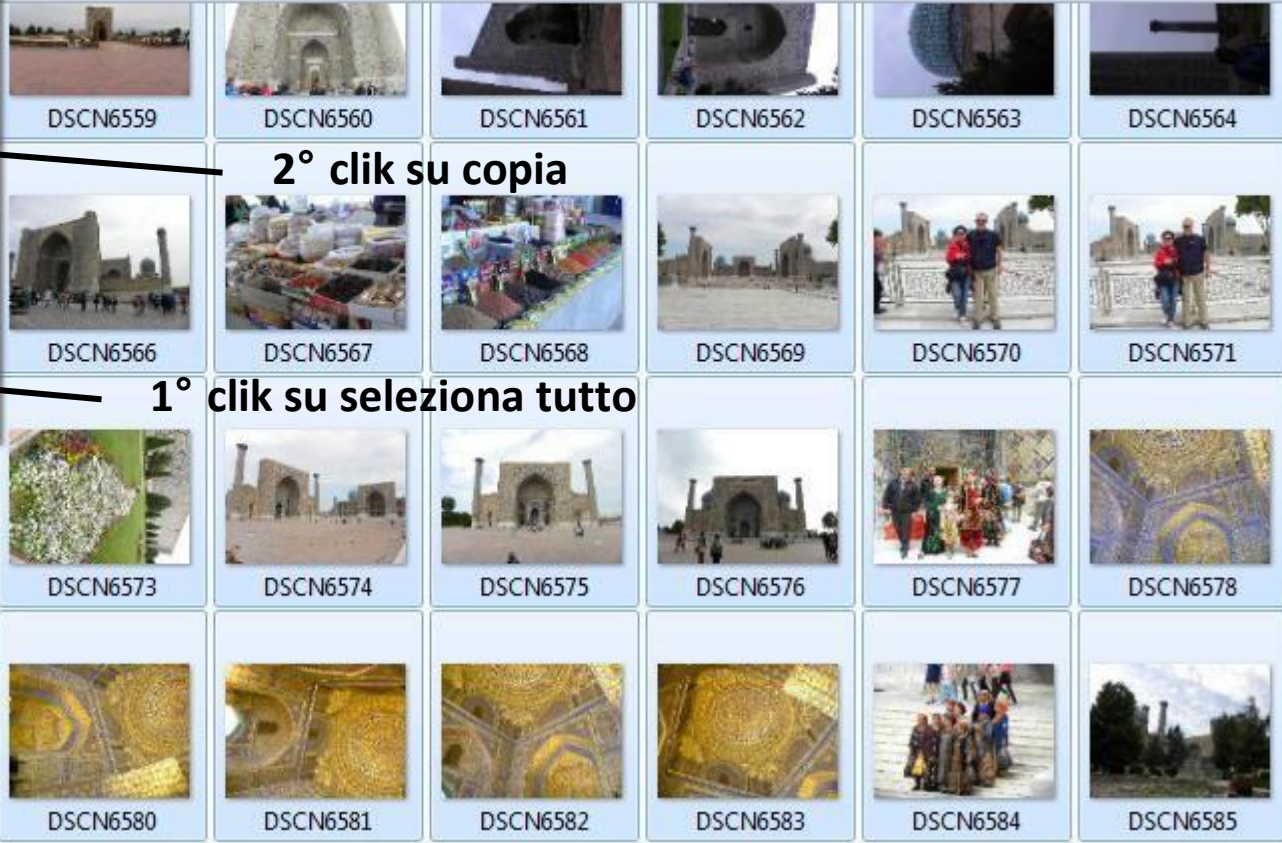 DSCN6559 DSCN6560 DSCN6561 DSCN6562 DSCN6563 DSCN6564
2° clik su copia
DSCN6566 DSCN6567 DSCN6568 DSCN6569 DSCN6570 DSCN6571
1° clik su seleziona tutto
DSCN6573 DSCN6574 DSCN6575 DSCN6576 DSCN6577 DSCN6578
DSCN6580 DSCN6581 DSCN6582 DSCN6583 DSCN6584 DSCN6585